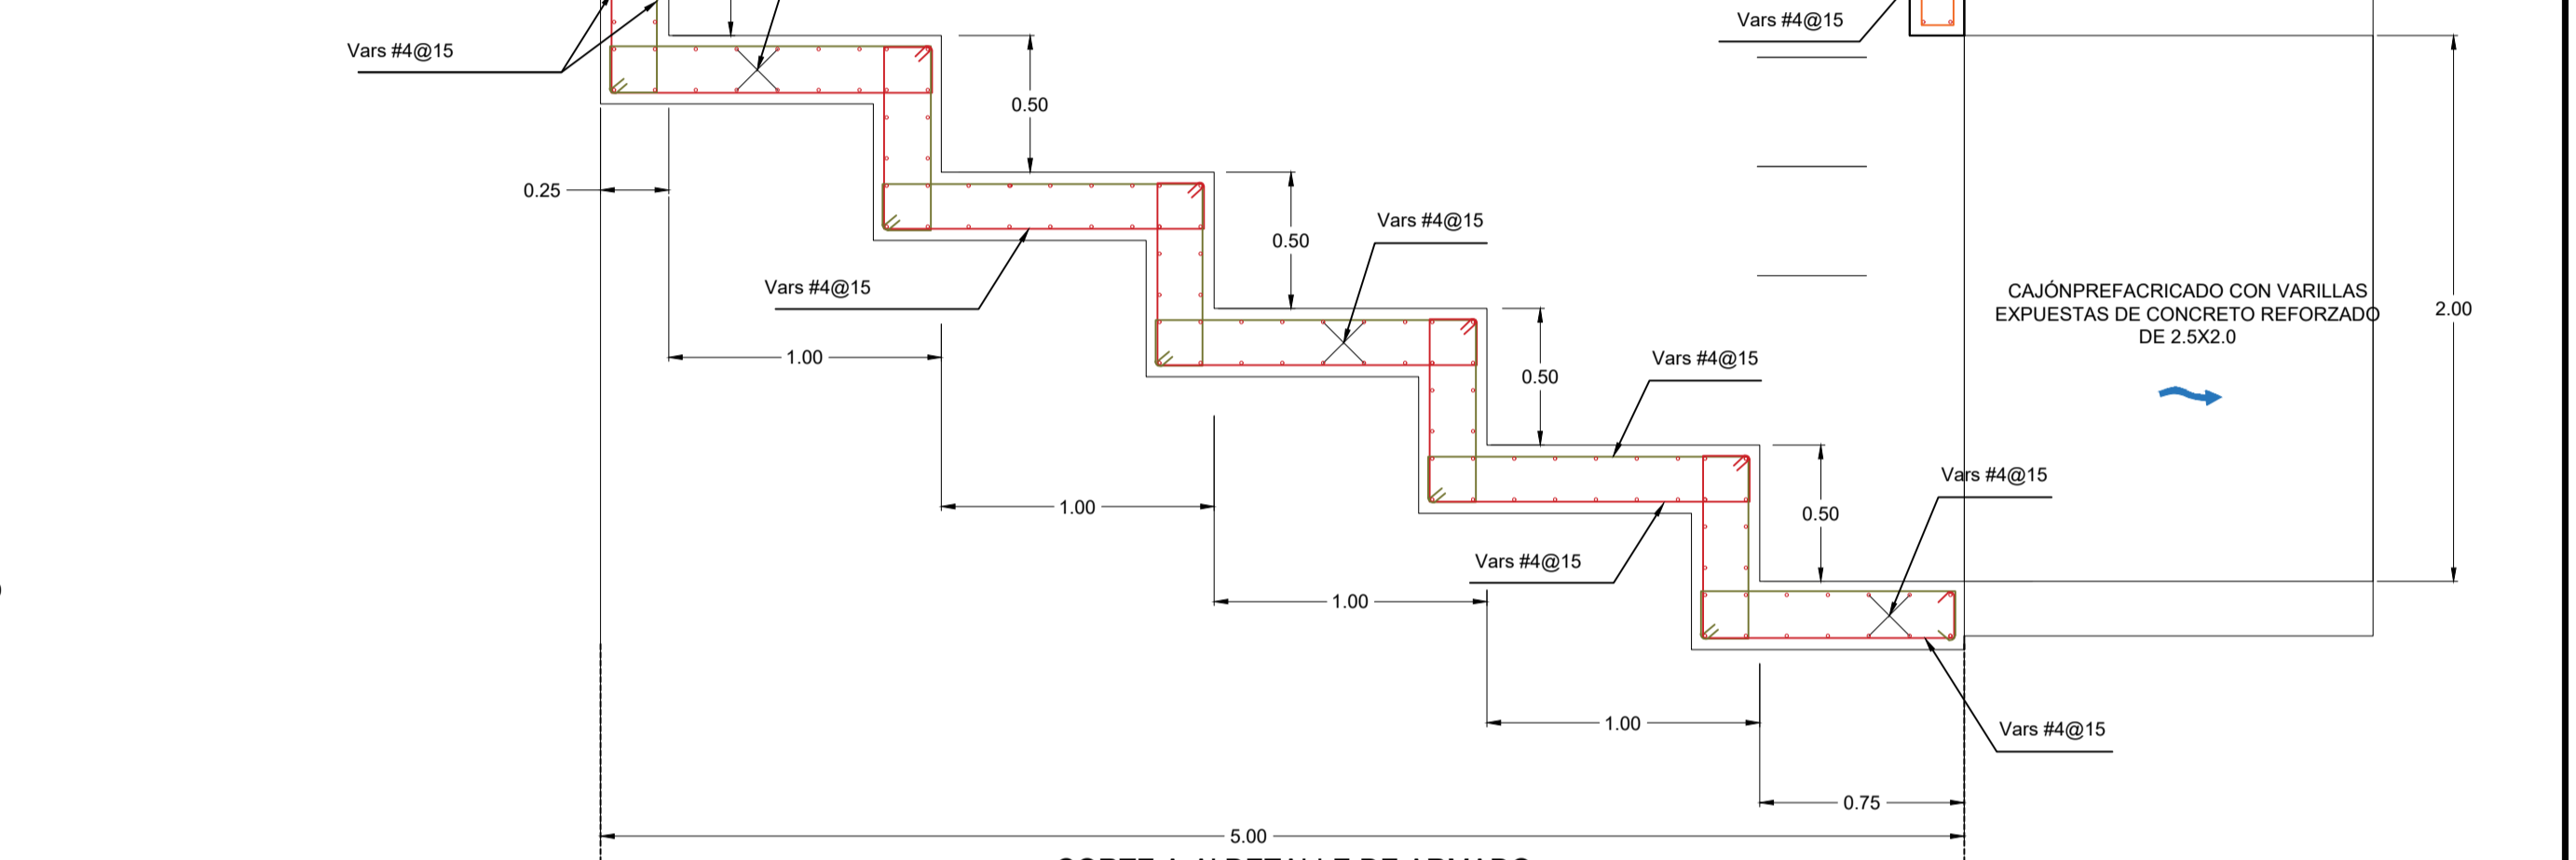 Vars #4@15
Vars #4@15
0.50
0.25
Vars #4@15
0.50
Vars #4@15
CAJÓNPREFACRICADO CON VARILLAS
EXPUESTAS DE CONCRETO REFORZADO
DE 2.5X2.0
2.00
1.00
Vars #4@15
0.50
Vars #4@15
1.00
0.50
Vars #4@15
1.00
1.00
Vars #4@15
0.75
5.00